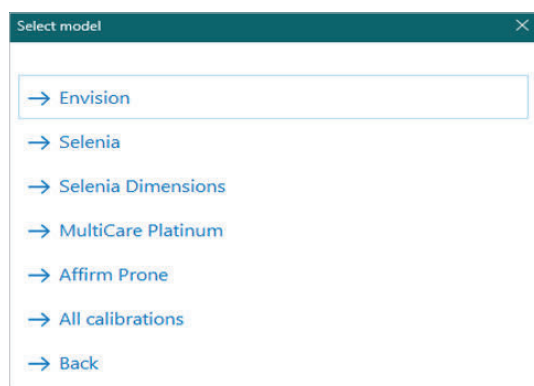 Select model
→ Envision
→ Selenia
→ Selenia Dimensions
→ MultiCare Platinum
→ Affirm Prone
→ All calibrations
→ Back